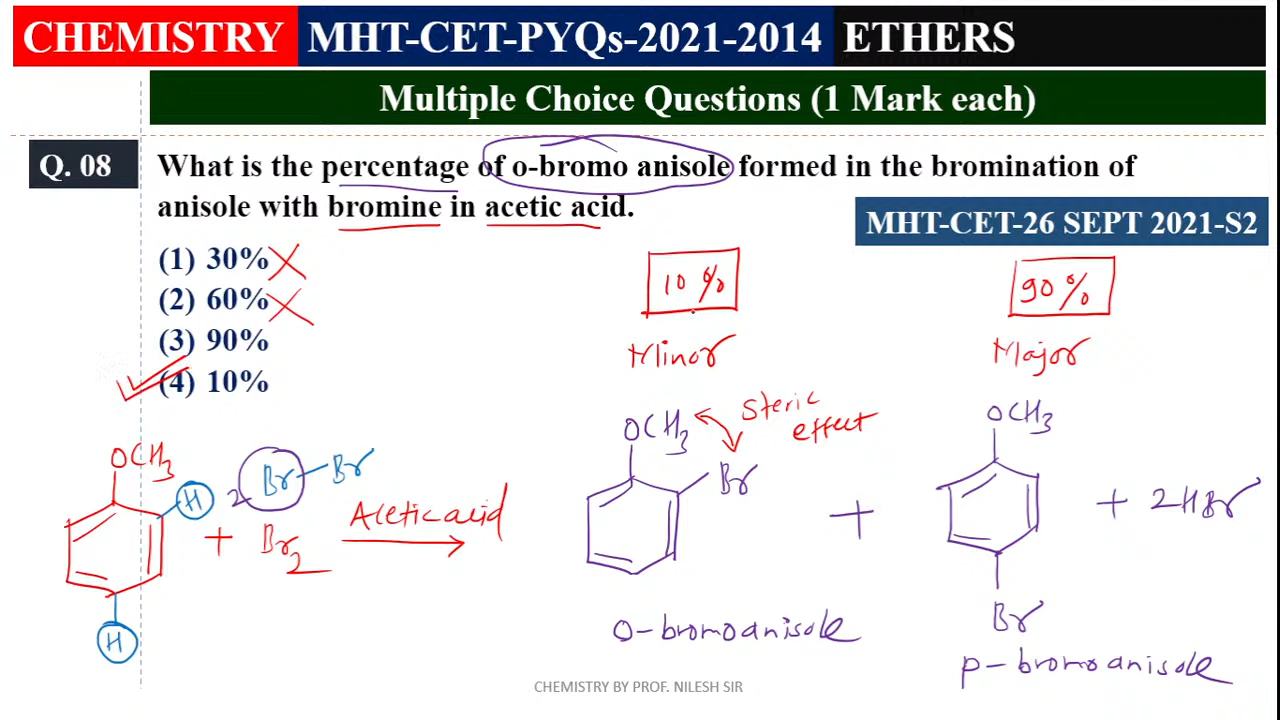 CHEMISTRY MHT-CET-PYQs-2021-2014 ETHERS
Multiple Choice Questions (1 Mark each)
Q. 08 What is the percentage of o-bromo anisole formed in the bromination of
anisole with bromine in acetic acid.
MHT-CET-26 SEPT 2021-S2
(1) 30%
(2) 60%
(3) 90%
(4) 10%
10 % 90 %
Minor Major
OCH3 H 2 Br Br + Br2 Acetic acid
H
OCH3 Steric
effect
Br + OCH3 + 2HBr
Br
o-bromoanisole
p-bromoanisole
CHEMISTRY BY PROF. NILESH SIR